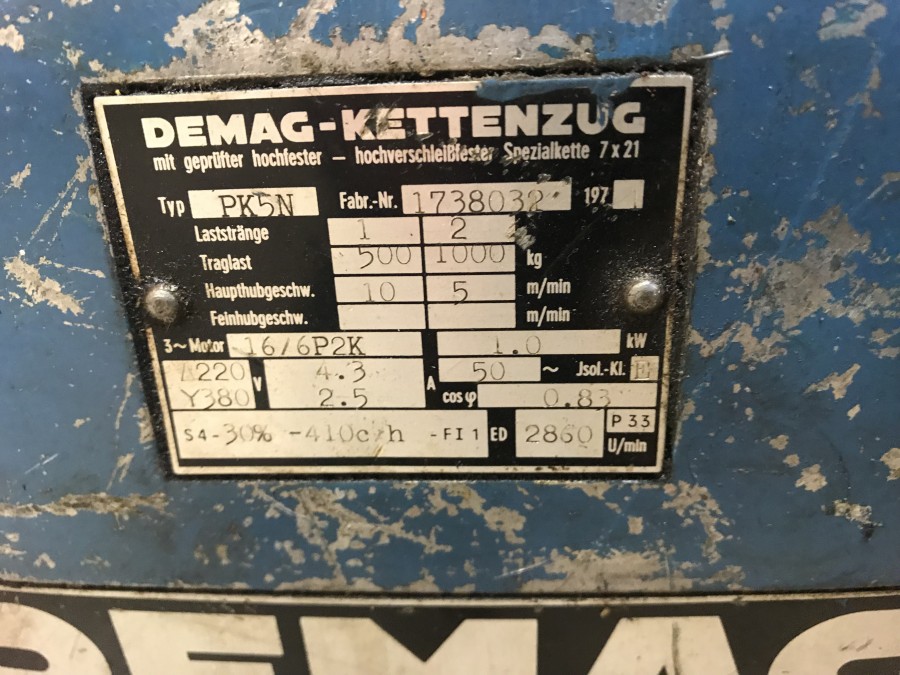 DEMAG-KETTENZUG
mit geprüfter hochfester – hochverschleißfester Spezialkette 7 x 21
Typ PK5N Fabr.-Nr. 1738032 197
Laststränge 1 2
Traglast 500 1000 kg
Haupthubgeschw. 10 5 m/min
Feinhubgeschw. m/min
3~ Motor 16/6P2K 1.0 kW
Δ220 V 4.3 A 50 ~ Jsol.-Kl. E
Y380 2.5 cos φ 0.83
S4-30% -410c/h -FI 1 ED 2860 P 33
U/min
DEMAG